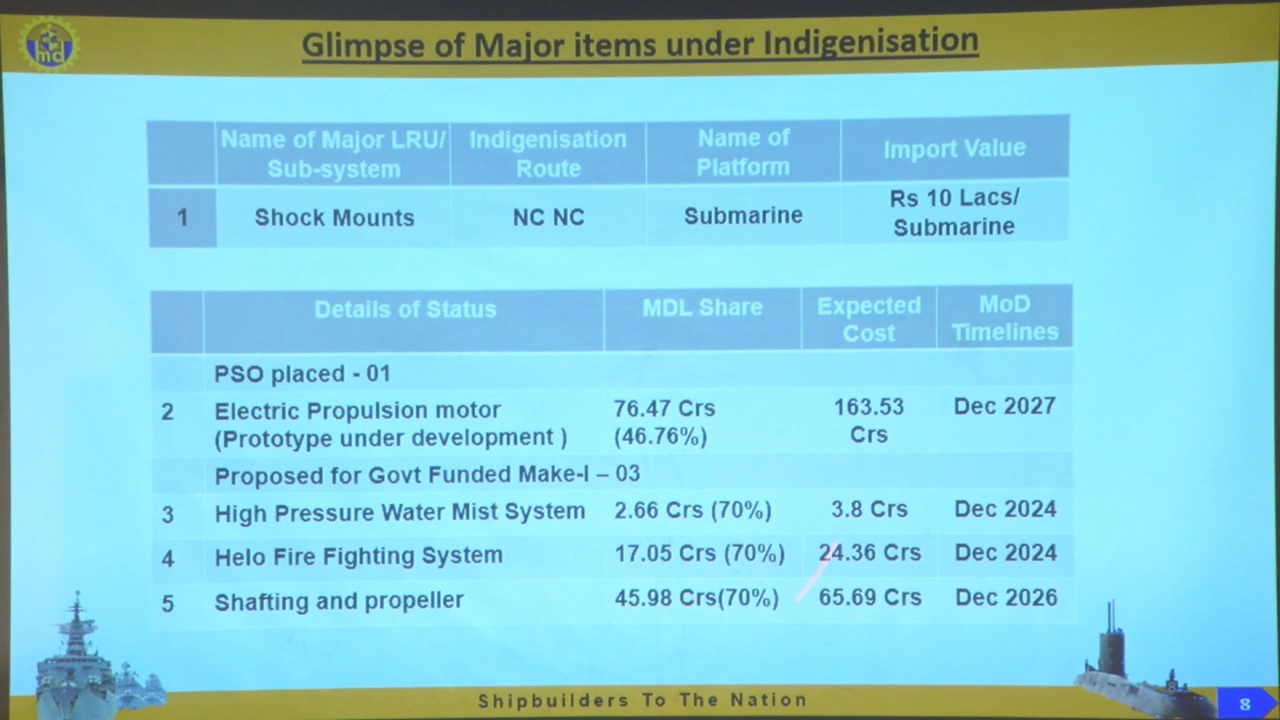 Glimpse of Major items under Indigenisation
Name of Major LRU/ Sub-system
Indigenisation Route
Name of Platform
Import Value
1 Shock Mounts NC NC Submarine Rs 10 Lacs/ Submarine
Details of Status
MDL Share
Expected Cost
MoD Timelines
PSO placed - 01
2 Electric Propulsion motor (Prototype under development ) 76.47 Crs (46.76%) 163.53 Crs Dec 2027
Proposed for Govt Funded Make-I – 03
3 High Pressure Water Mist System 2.66 Crs (70%) 3.8 Crs Dec 2024
4 Helo Fire Fighting System 17.05 Crs (70%) 24.36 Crs Dec 2024
5 Shafting and propeller 45.98 Crs(70%) 65.69 Crs Dec 2026
Shipbuilders To The Nation
8